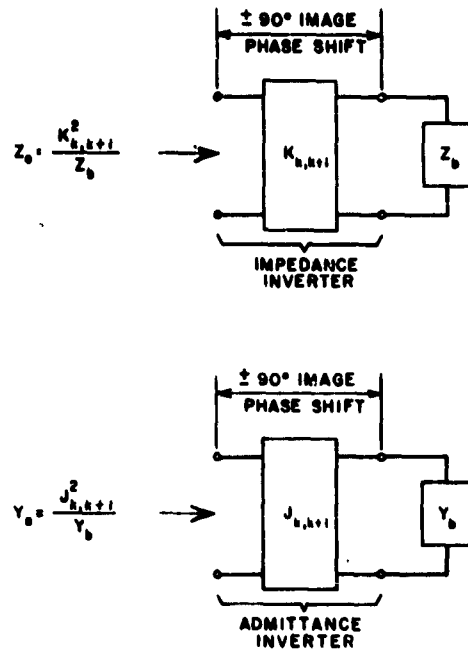 ± 90° IMAGE
PHASE SHIFT
Z_a = K²_{k,k+1} / Z_b
K_{k,k+1}
Z_b
IMPEDANCE
INVERTER
± 90° IMAGE
PHASE SHIFT
Y_a = J²_{k,k+1} / Y_b
J_{k,k+1}
Y_b
ADMITTANCE
INVERTER